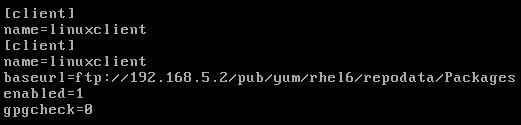 [client]
name=linuxclient
[client]
name=linuxclient
baseurl=ftp://192.168.5.2/pub/yum/rhel6/repodata/Packages
enabled=1
gpgcheck=0